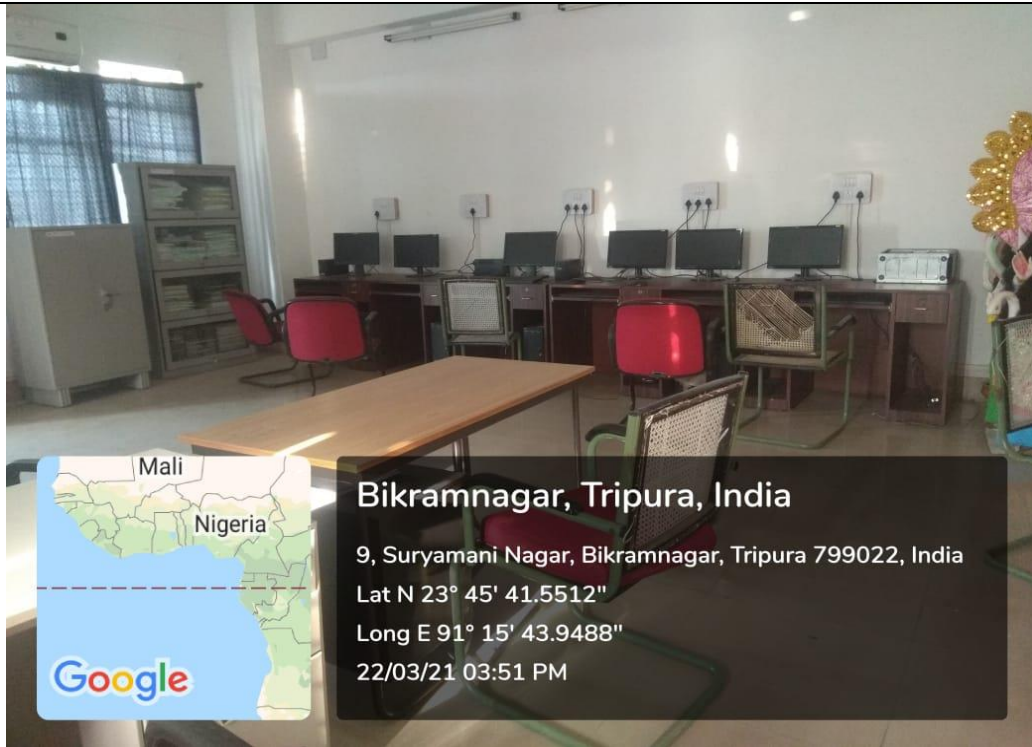 Mali
Nigeria
Google
Bikramnagar, Tripura, India
9, Suryamani Nagar, Bikramnagar, Tripura 799022, India
Lat N 23° 45' 41.5512"
Long E 91° 15' 43.9488"
22/03/21 03:51 PM